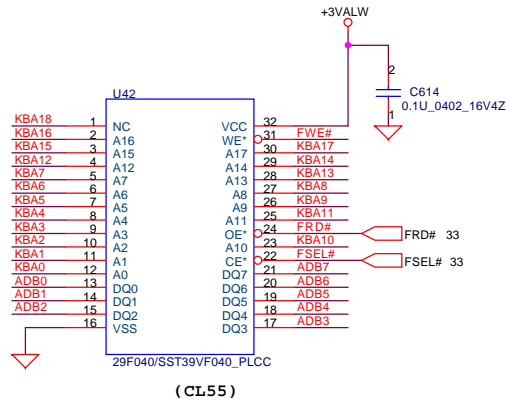 +3VALW
U42
2
C614
0.1U_0402_16V4Z
1
KBA18 1 NC VCC 32
KBA16 2 A16 WE* 31 FWE#
KBA15 3 A15 A17 30 KBA17
KBA12 4 A12 A14 29 KBA14
KBA7 5 A7 A13 28 KBA13
KBA6 6 A6 A8 27 KBA8
KBA5 7 A5 A9 26 KBA9
KBA4 8 A4 A11 25 KBA11
KBA3 9 A3 OE* 24 FRD# FRD# 33
KBA2 10 A2 A10 23 KBA10
KBA1 11 A1 CE* 22 FSEL# FSEL# 33
KBA0 12 A0 DQ7 21 ADB7
ADB0 13 DQ0 DQ6 20 ADB6
ADB1 14 DQ1 DQ5 19 ADB5
ADB2 15 DQ2 DQ4 18 ADB4
16 VSS DQ3 17 ADB3
29F040/SST39VF040_PLCC
(CL55)